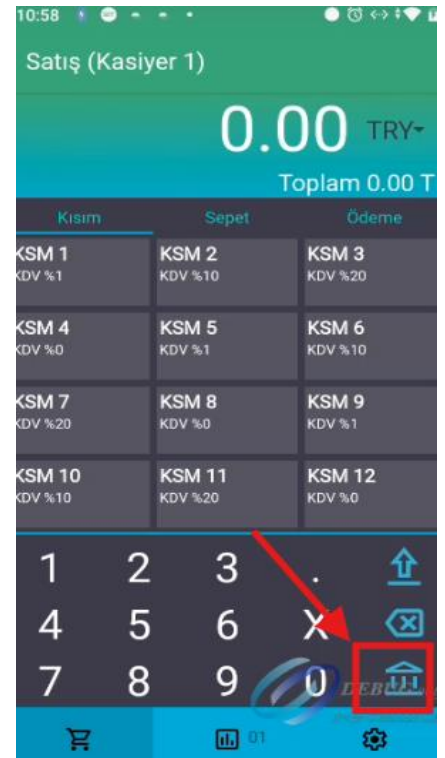 10:58
Satış (Kasiyer 1)
0.00 TRY
Toplam 0.00 T
Kısım Sepet Ödeme
KSM 1 KSM 2 KSM 3
KDV %1 KDV %10 KDV %20
KSM 4 KSM 5 KSM 6
KDV %0 KDV %1 KDV %10
KSM 7 KSM 8 KSM 9
KDV %20 KDV %0 KDV %1
KSM 10 KSM 11 KSM 12
KDV %10 KDV %20 KDV %0
1 2 3 .
4 5 6 X
7 8 9 0
01